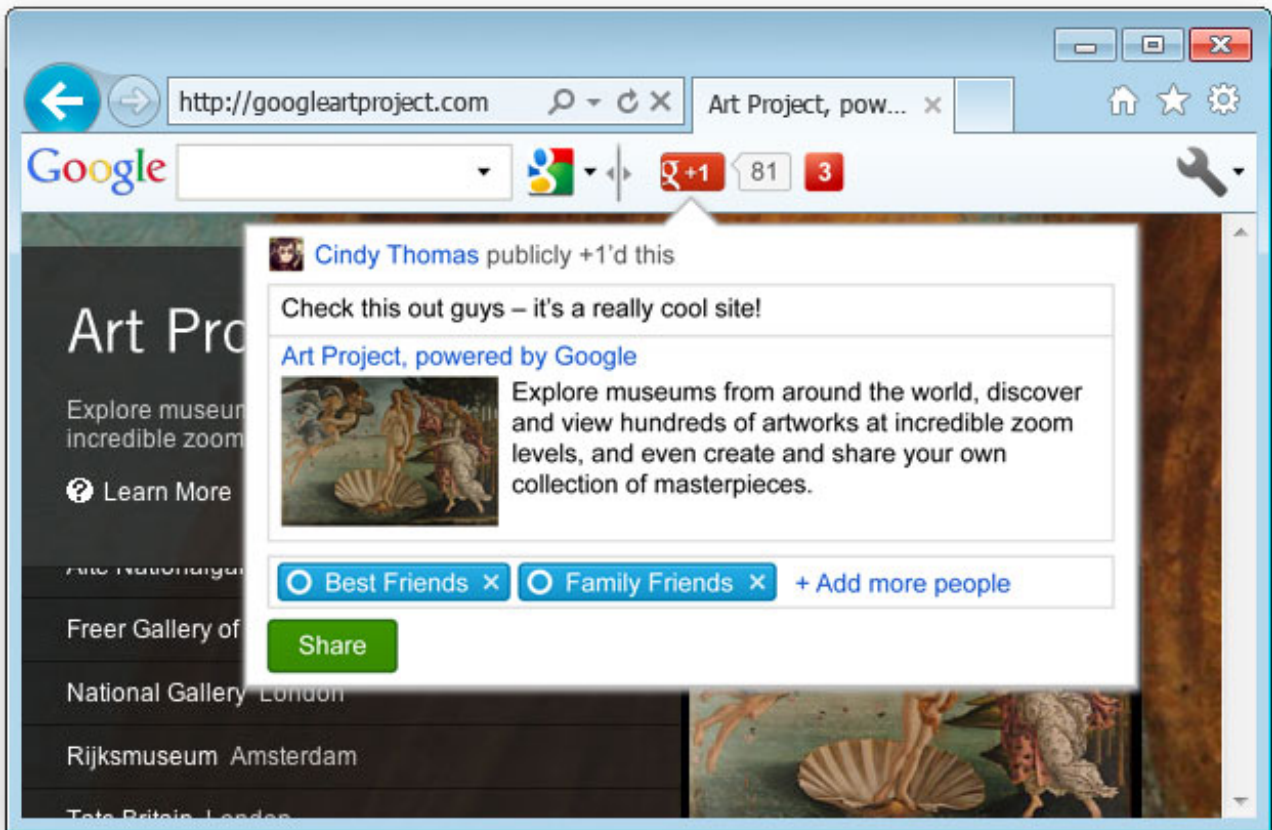 http://googleartproject.com
Art Project, pow...
Google
g +1
81
3
Cindy Thomas publicly +1'd this
Check this out guys – it's a really cool site!
Art Project, powered by Google
Explore museums from around the world, discover
and view hundreds of artworks at incredible zoom
levels, and even create and share your own
collection of masterpieces.
Best Friends ×
Family Friends ×
+ Add more people
Share
Art Pro
Explore museum
incredible zoom
? Learn More
Freer Gallery of
National Gallery London
Rijksmuseum Amsterdam
Tate Britain London